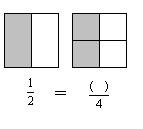 1/2 = ( )/4